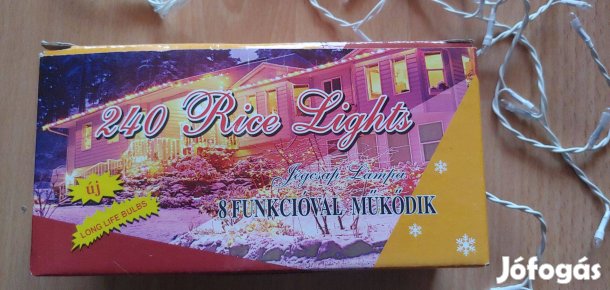 240 Rice Lights
Jégcsap Lámpa
8 FUNKCIÓVAL MŰKÖDIK
új
LONG LIFE BULBS
Jófogás